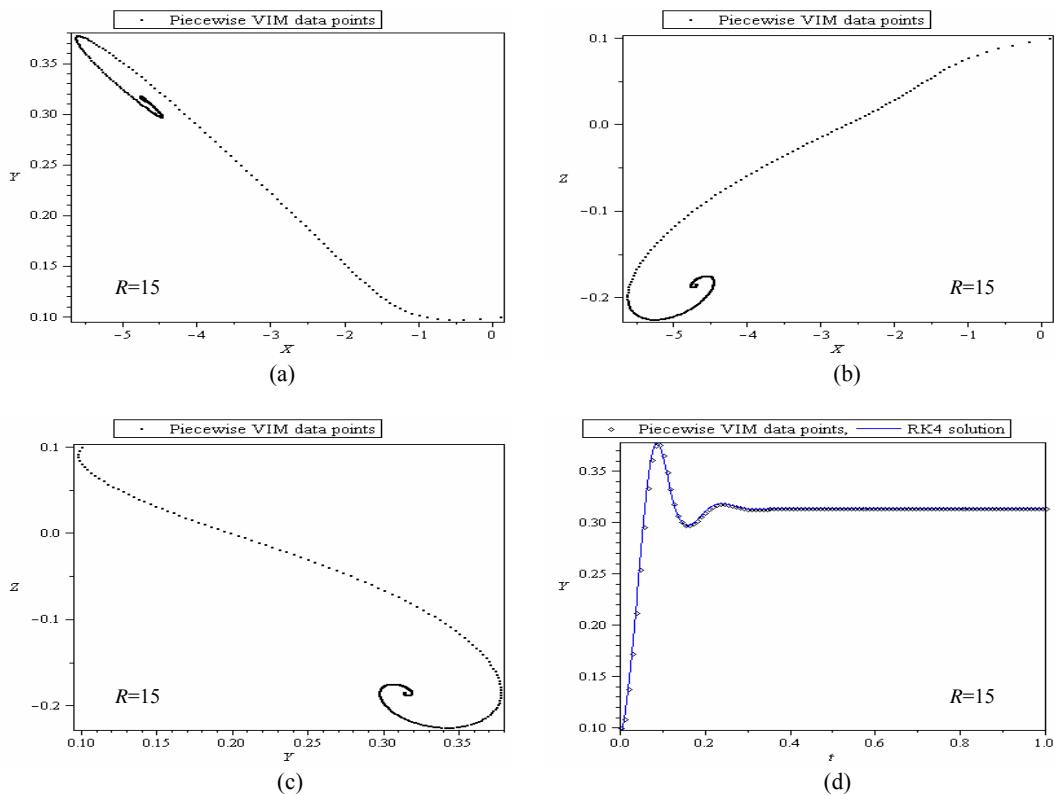 Piecewise VIM data points
0.35
0.30
Y
0.25
0.20
0.15
0.10
R=15
−5 −4 −3 −2 −1 0
X
(a)
Piecewise VIM data points
0.1
0.0
Z
−0.1
−0.2
R=15
−5 −4 −3 −2 −1 0
X
(b)
Piecewise VIM data points
0.1
0.0
Z
−0.1
−0.2
R=15
0.10 0.15 0.20 0.25 0.30 0.35
Y
(c)
Piecewise VIM data points, RK4 solution
0.35
0.30
Y
0.25
0.20
0.15
0.10
R=15
0.0 0.2 0.4 0.6 0.8 1.0
t
(d)